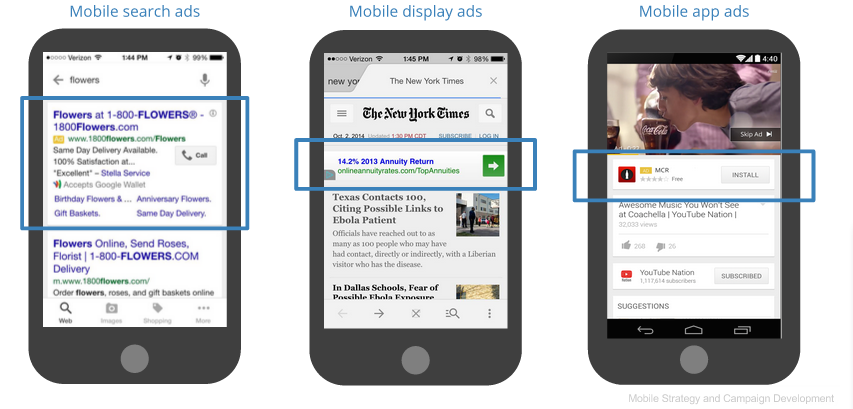 Mobile search ads
Mobile display ads
Mobile app ads
Verizon 1:44 PM 99%
flowers
Flowers at 1-800-FLOWERS® -
1800Flowers.com
Ad www.1800flowers.com/Flowers
Same Day Delivery Available.
100% Satisfaction at...
"Excellent" – Stella Service
Accepts Google Wallet
Call
Birthday Flowers & ... Anniversary Flowers.
Gift Baskets. Same Day Delivery.
Flowers Online, Send Roses,
Florist | 1-800-FLOWERS.COM
Delivery
m.www.1800flowers.com/
Order flowers, roses, and gift baskets online
Web Images Shopping More
Verizon 1:45 PM 98%
new yo
The New York Times
The New York Times
Oct. 2, 2014 Updated 1:30 PM CDT SUBSCRIBE LOG IN
14.2% 2013 Annuity Return
onlineannuityrates.com/TopAnnuities
Texas Contacts 100,
Citing Possible Links to
Ebola Patient
Officials have reached out to as
many as 100 people who may have
had contact, directly or indirectly, with a Liberian
visitor who has the disease.
In Dallas Schools, Fear of
Possible Ebola Exposure
4:40
Coca-Cola
Skip Ad
MCR
Free
INSTALL
Awesome Music You Won't See
at Coachella | YouTube Nation |
32,033 views
268 26
YouTube Nation
1,117,614 subscribers
SUBSCRIBED
SUGGESTIONS
Mobile Strategy and Campaign Development